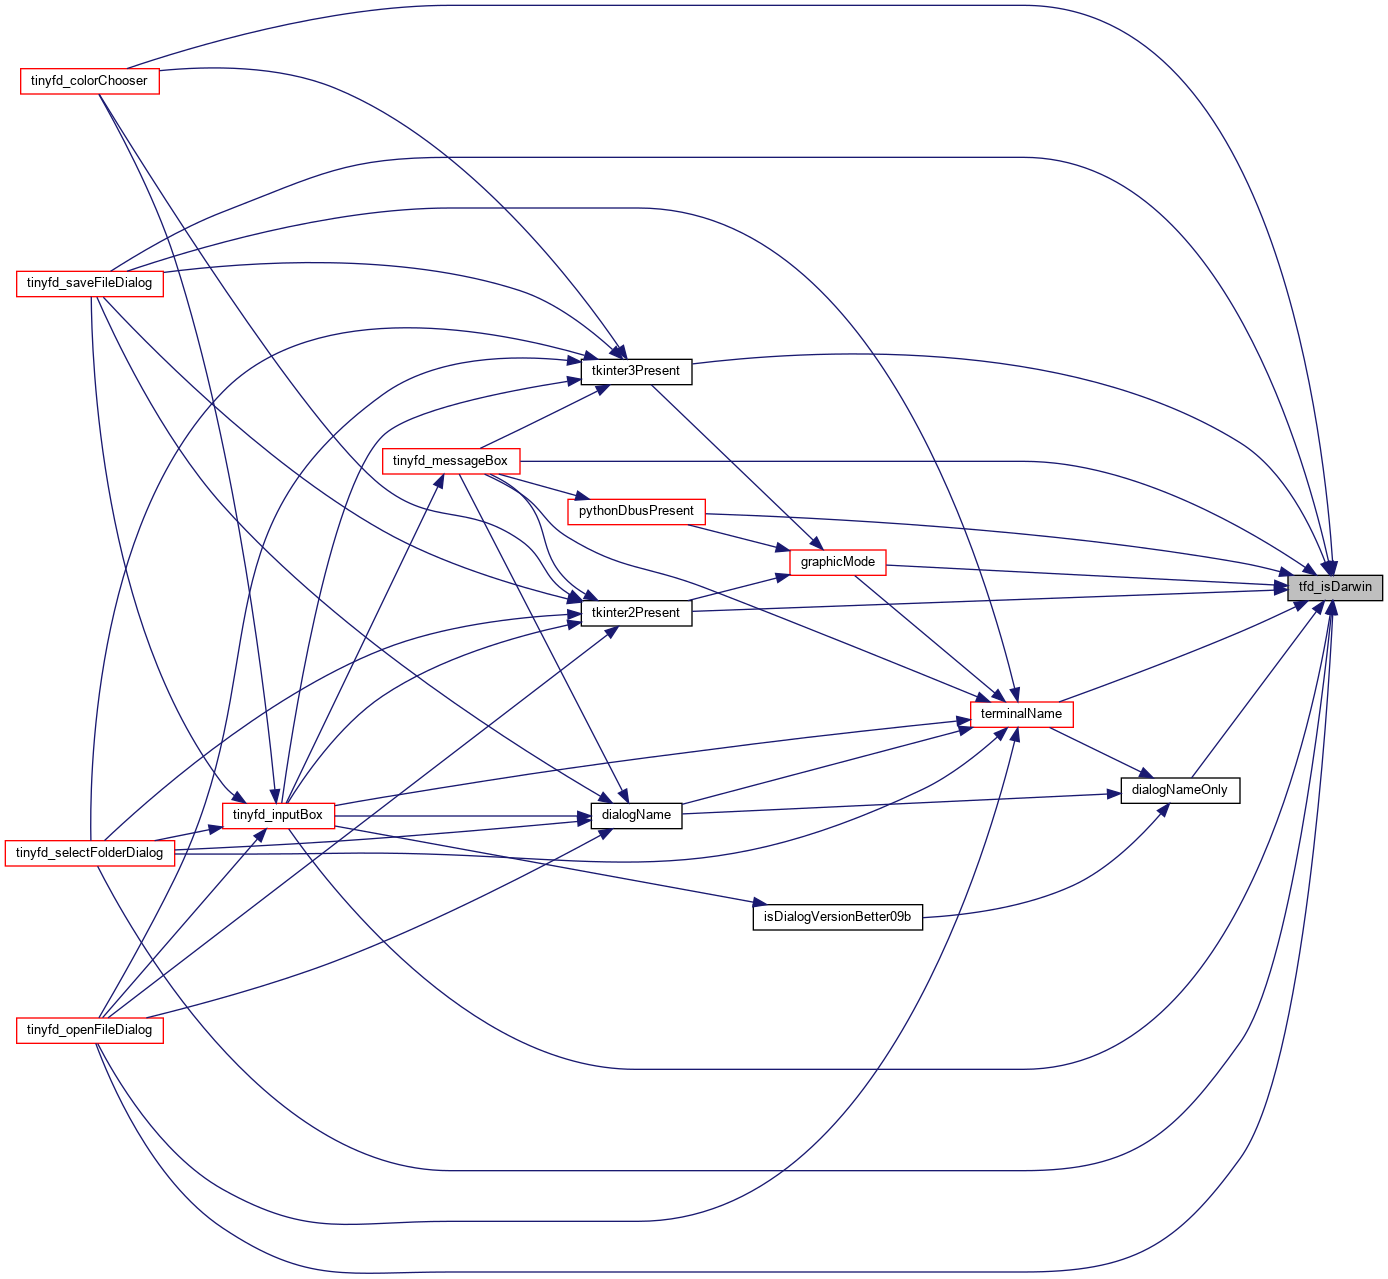 tinyfd_colorChooser
tinyfd_saveFileDialog
tkinter3Present
tinyfd_messageBox
pythonDbusPresent
graphicMode
tfd_isDarwin
tkinter2Present
terminalName
dialogNameOnly
tinyfd_inputBox
dialogName
tinyfd_selectFolderDialog
isDialogVersionBetter09b
tinyfd_openFileDialog